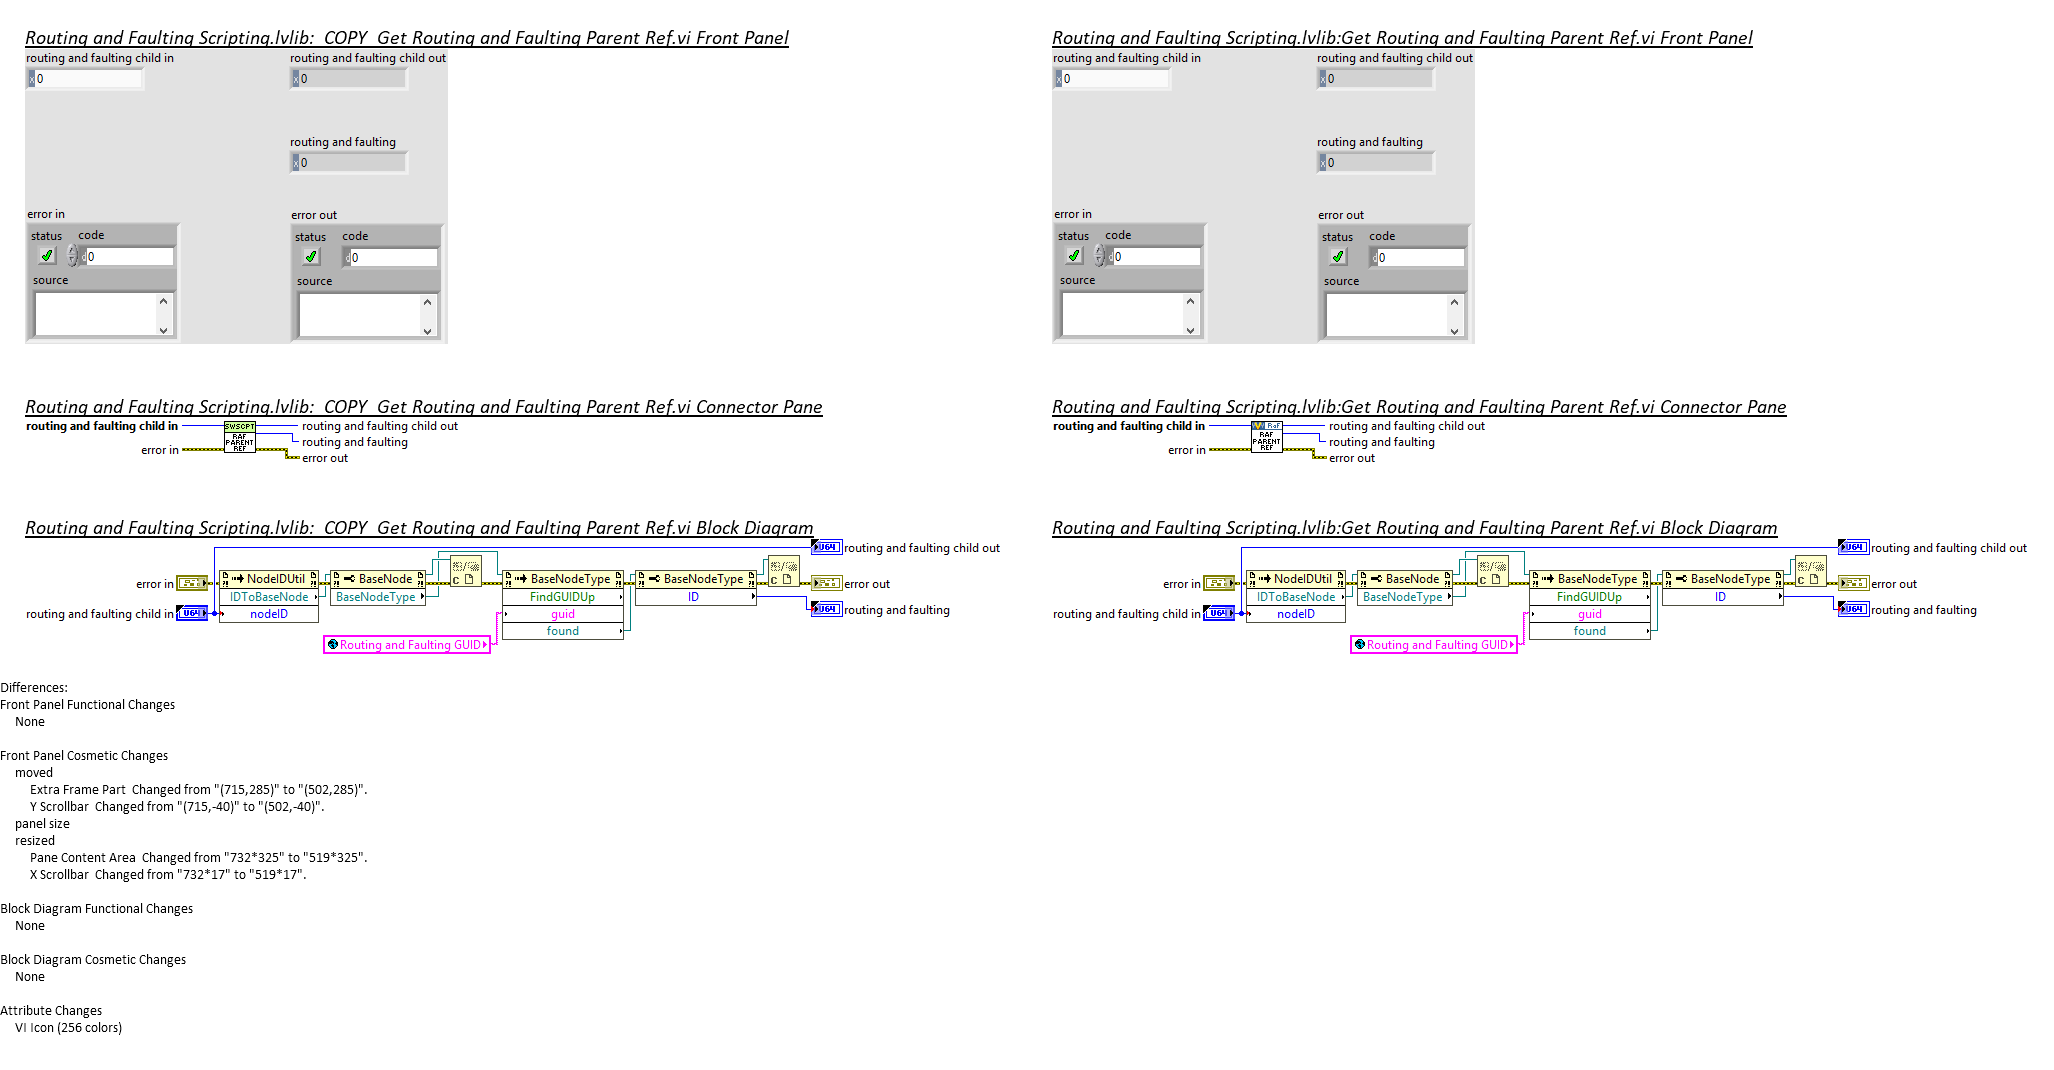 Routing and Faulting Scripting.lvlib:  COPY  Get Routing and Faulting Parent Ref.vi Front Panel
routing and faulting child in
routing and faulting child out
x 0
x 0
routing and faulting
x 0
error in
error out
status
code
d 0
source
status
code
d 0
source
Routing and Faulting Scripting.lvlib:  COPY  Get Routing and Faulting Parent Ref.vi Connector Pane
routing and faulting child in
error in
SWSCPT
RAF
PARENT
REF
routing and faulting child out
routing and faulting
error out
Routing and Faulting Scripting.lvlib:  COPY  Get Routing and Faulting Parent Ref.vi Block Diagram
U64 routing and faulting child out
error in
NodeIDUtil
BaseNode
BaseNodeType
BaseNodeType
error out
IDToBaseNode
BaseNodeType
FindGUIDUp
ID
routing and faulting child in U64
nodeID
guid
U64 routing and faulting
found
Routing and Faulting GUID
Routing and Faulting Scripting.lvlib:Get Routing and Faulting Parent Ref.vi Front Panel
routing and faulting child in
routing and faulting child out
x 0
x 0
routing and faulting
x 0
error in
error out
status
code
d 0
source
status
code
d 0
source
Routing and Faulting Scripting.lvlib:Get Routing and Faulting Parent Ref.vi Connector Pane
routing and faulting child in
error in
RaF
RAF
PARENT
REF
routing and faulting child out
routing and faulting
error out
Routing and Faulting Scripting.lvlib:Get Routing and Faulting Parent Ref.vi Block Diagram
U64 routing and faulting child out
error in
NodeIDUtil
BaseNode
BaseNodeType
BaseNodeType
error out
IDToBaseNode
BaseNodeType
FindGUIDUp
ID
routing and faulting child in U64
nodeID
guid
U64 routing and faulting
found
Routing and Faulting GUID
Differences:
Front Panel Functional Changes
None
Front Panel Cosmetic Changes
moved
Extra Frame Part  Changed from "(715,285)" to "(502,285)".
Y Scrollbar  Changed from "(715,-40)" to "(502,-40)".
panel size
resized
Pane Content Area  Changed from "732*325" to "519*325".
X Scrollbar  Changed from "732*17" to "519*17".
Block Diagram Functional Changes
None
Block Diagram Cosmetic Changes
None
Attribute Changes
VI Icon (256 colors)